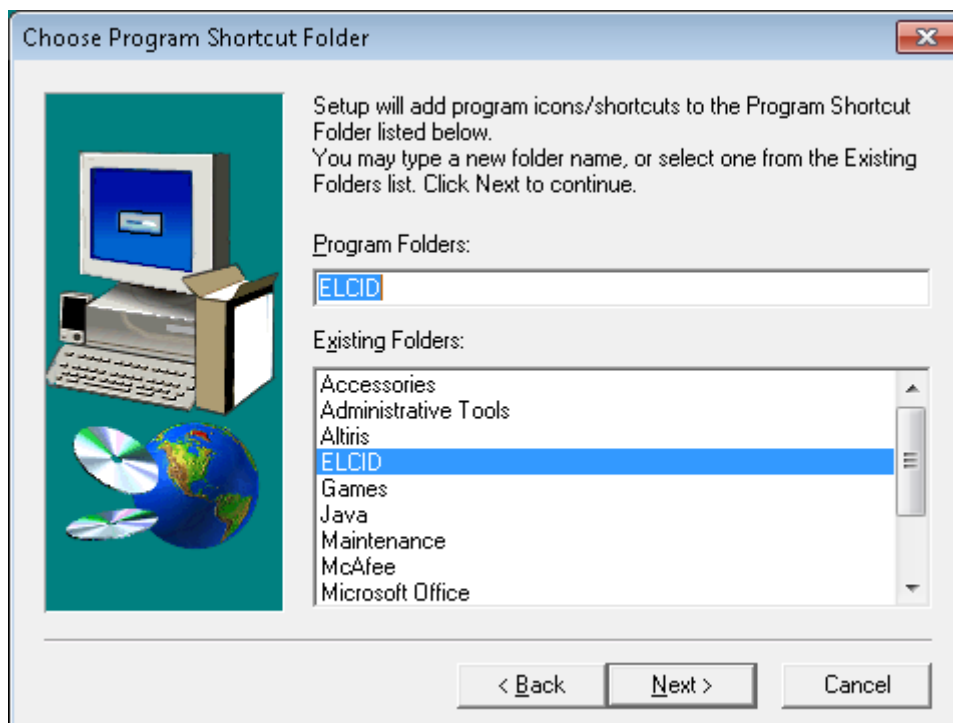 Choose Program Shortcut Folder
Setup will add program icons/shortcuts to the Program Shortcut
Folder listed below.
You may type a new folder name, or select one from the Existing
Folders list. Click Next to continue.
Program Folders:
ELCID
Existing Folders:
Accessories
Administrative Tools
Altiris
ELCID
Games
Java
Maintenance
McAfee
Microsoft Office
< Back
Next >
Cancel